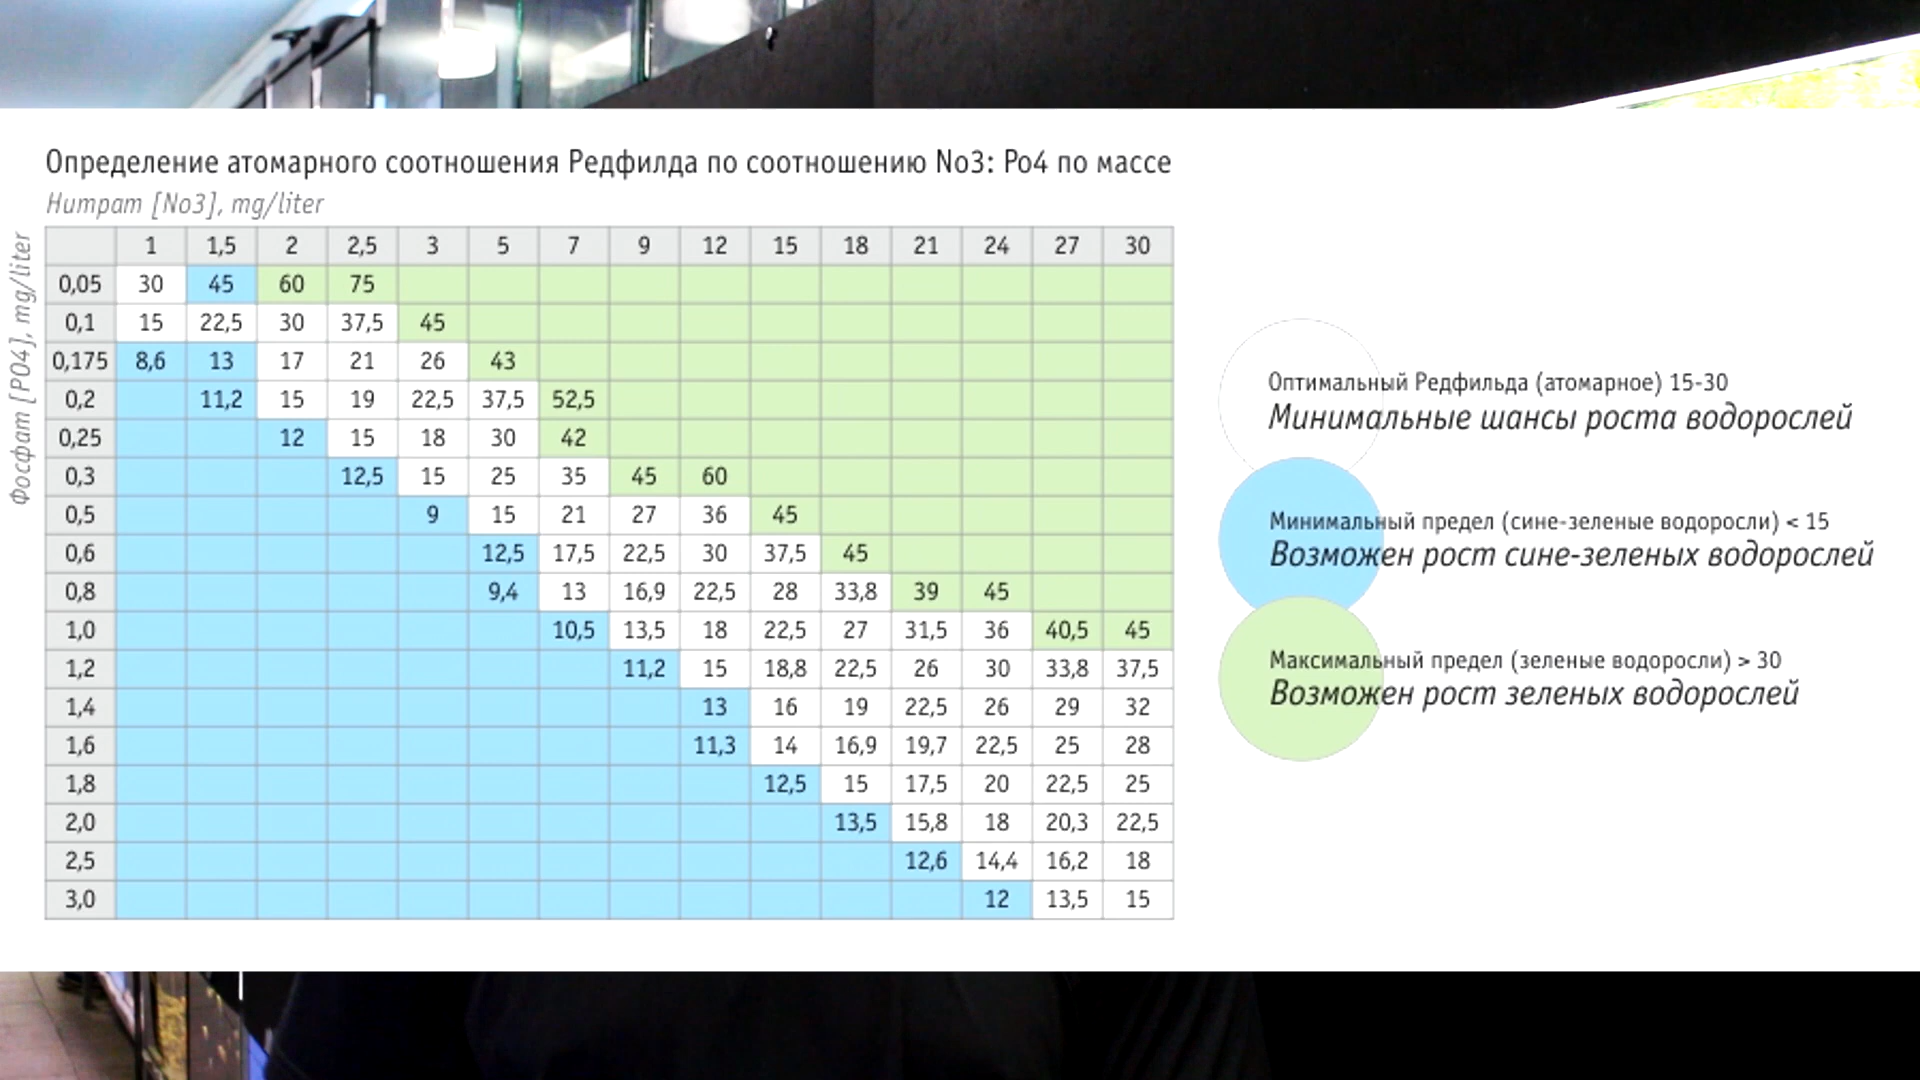 Определение атомарного соотношения Редфилда по соотношению No3: Po4 по массе
Нитрат [No3], mg/liter
Фосфат [PO4], mg/liter
1 1,5 2 2,5 3 5 7 9 12 15 18 21 24 27 30
0,05 30 45 60 75
0,1 15 22,5 30 37,5 45
0,175 8,6 13 17 21 26 43
0,2 11,2 15 19 22,5 37,5 52,5
0,25 12 15 18 30 42
0,3 12,5 15 25 35 45 60
0,5 9 15 21 27 36 45
0,6 12,5 17,5 22,5 30 37,5 45
0,8 9,4 13 16,9 22,5 28 33,8 39 45
1,0 10,5 13,5 18 22,5 27 31,5 36 40,5 45
1,2 11,2 15 18,8 22,5 26 30 33,8 37,5
1,4 13 16 19 22,5 26 29 32
1,6 11,3 14 16,9 19,7 22,5 25 28
1,8 12,5 15 17,5 20 22,5 25
2,0 13,5 15,8 18 20,3 22,5
2,5 12,6 14,4 16,2 18
3,0 12 13,5 15
Оптимальный Редфильда (атомарное) 15-30
Минимальные шансы роста водорослей
Минимальный предел (сине-зеленые водоросли) < 15
Возможен рост сине-зеленых водорослей
Максимальный предел (зеленые водоросли) > 30
Возможен рост зеленых водорослей